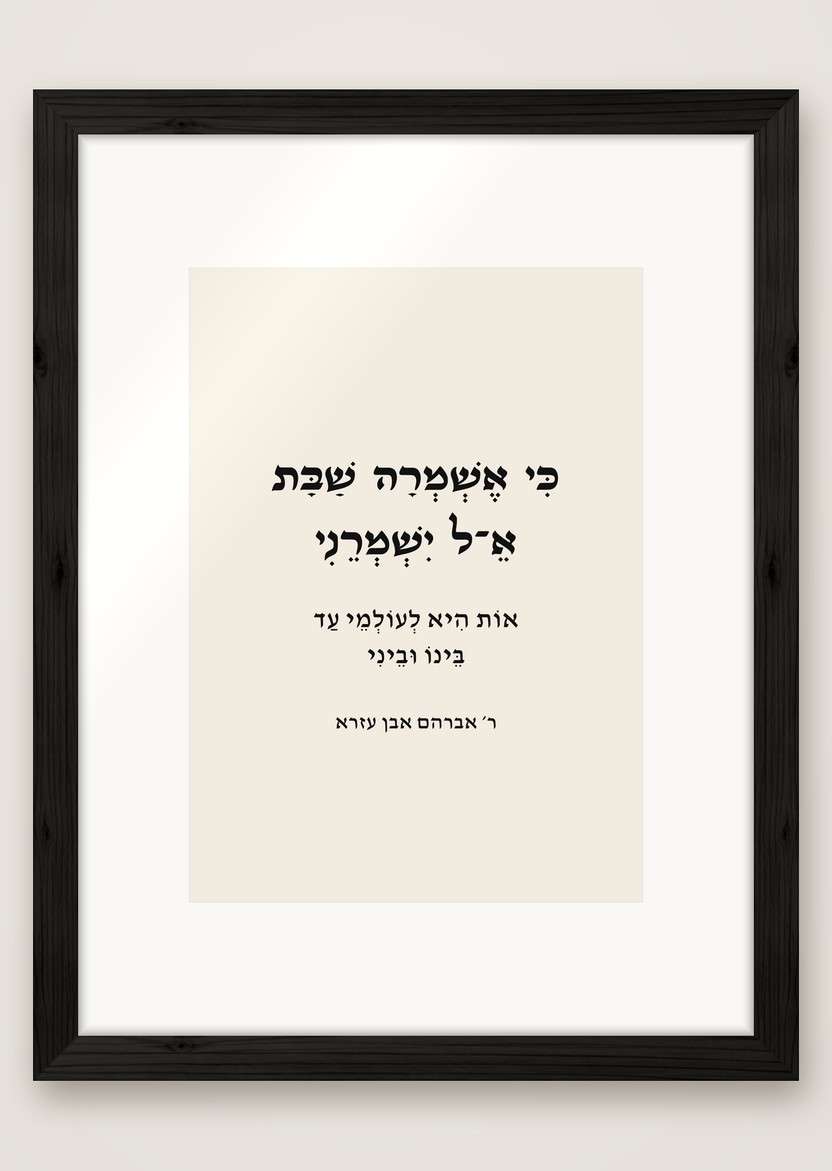 כִּי אֶשְׁמְרָה שַׁבָּת
אֵ־ל יִשְׁמְרֵנִי
אוֹת הִיא לְעוֹלְמֵי עַד
בֵּינוֹ וּבֵינִי
ר׳ אברהם אבן עזרא